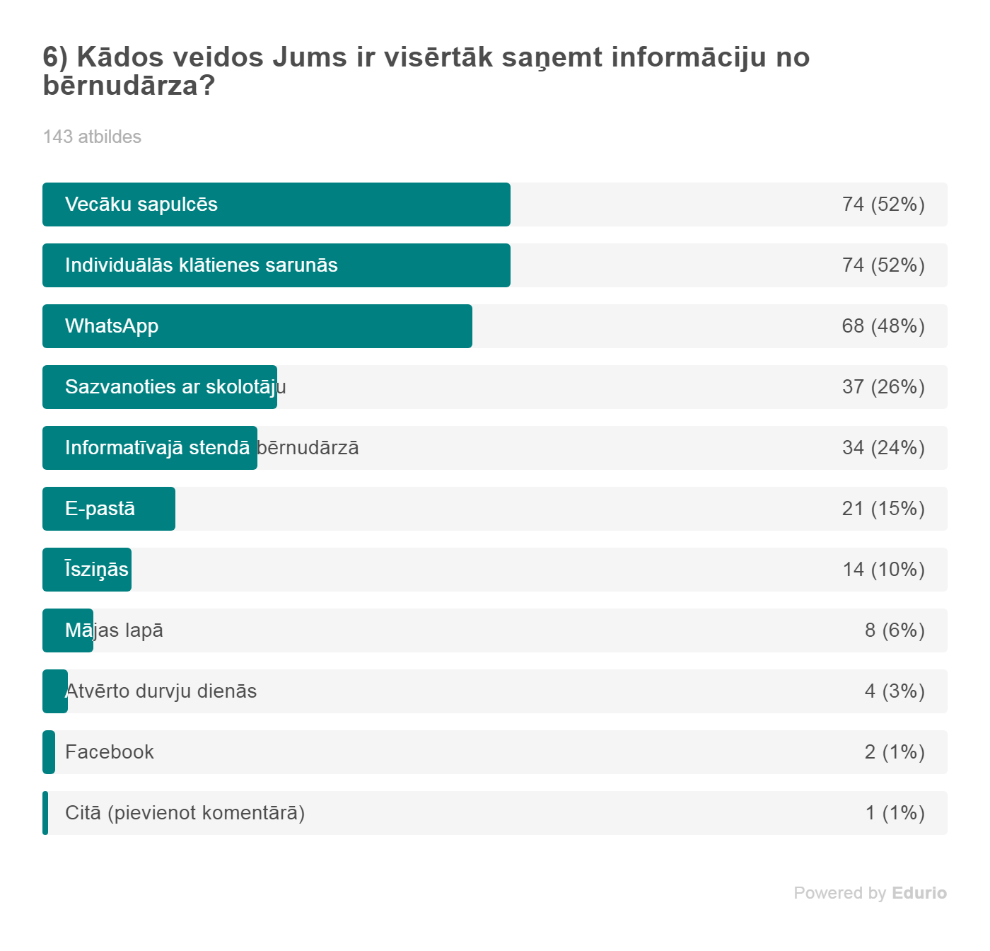 6) Kādos veidos Jums ir visērtāk saņemt informāciju no
bērnudārza?
143 atbildes
Vecāku sapulcēs 74 (52%)
Individuālās klātienes sarunās 74 (52%)
WhatsApp 68 (48%)
Sazvanoties ar skolotāju 37 (26%)
Informatīvajā stendā bērnudārzā 34 (24%)
E-pastā 21 (15%)
Īsziņās 14 (10%)
Mājas lapā 8 (6%)
Atvērto durvju dienās 4 (3%)
Facebook 2 (1%)
Citā (pievienot komentārā) 1 (1%)
Powered by Edurio